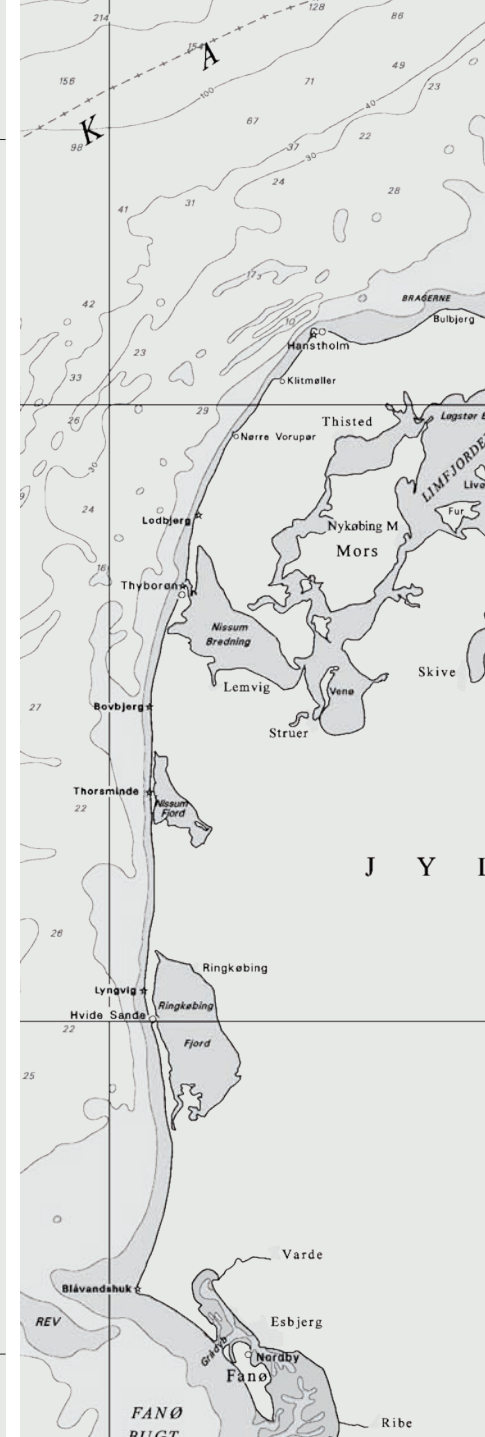 214
128
86
154
A
49
156
71
23
100
40
K
67
22
98
37
30
24
28
31
41
173
BRAGERNE
42
Bulbjerg
10
Hanstholm
23
33
Klitmøller
29
26
Thisted
Løgstør
Nørre Vorupør
LIMFJORDE
30
Livø
24
Fur
Lodbjerg
Nykøbing M
Mors
16
Thyborøn
Nissum
Bredning
Skive
Lemvig
Venø
27
Bovbjerg
Struer
Thorsminde
22
Nissum
Fjord
J Y
26
Ringkøbing
Lyngvig
Ringkøbing
Hvide Sande
22
Fjord
25
Varde
Blåvandshuk
REV
Esbjerg
Grådyb
Nordby
Fanø
FANØ
Ribe
BUGT